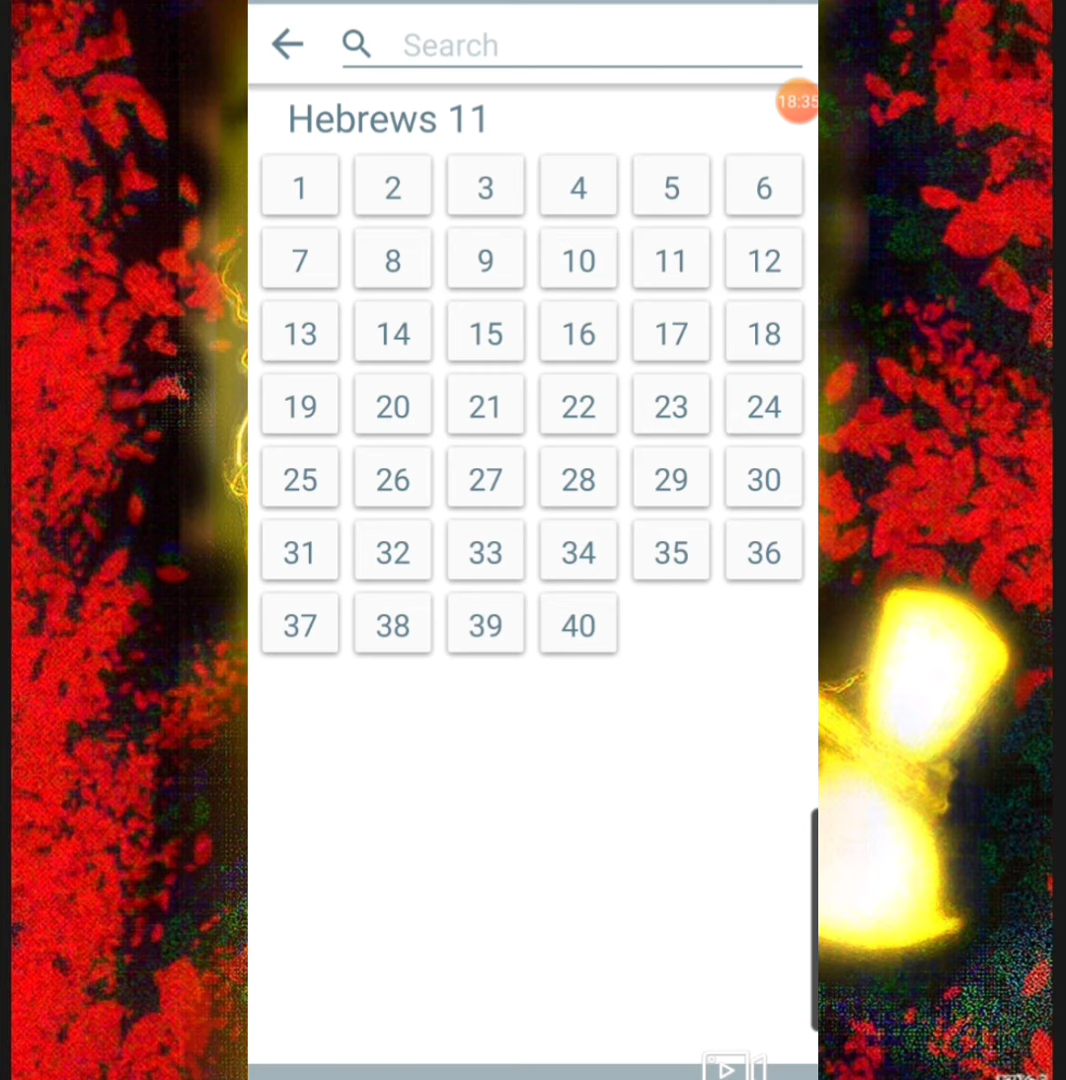 Search
18:35
Hebrews 11
1 2 3 4 5 6
7 8 9 10 11 12
13 14 15 16 17 18
19 20 21 22 23 24
25 26 27 28 29 30
31 32 33 34 35 36
37 38 39 40